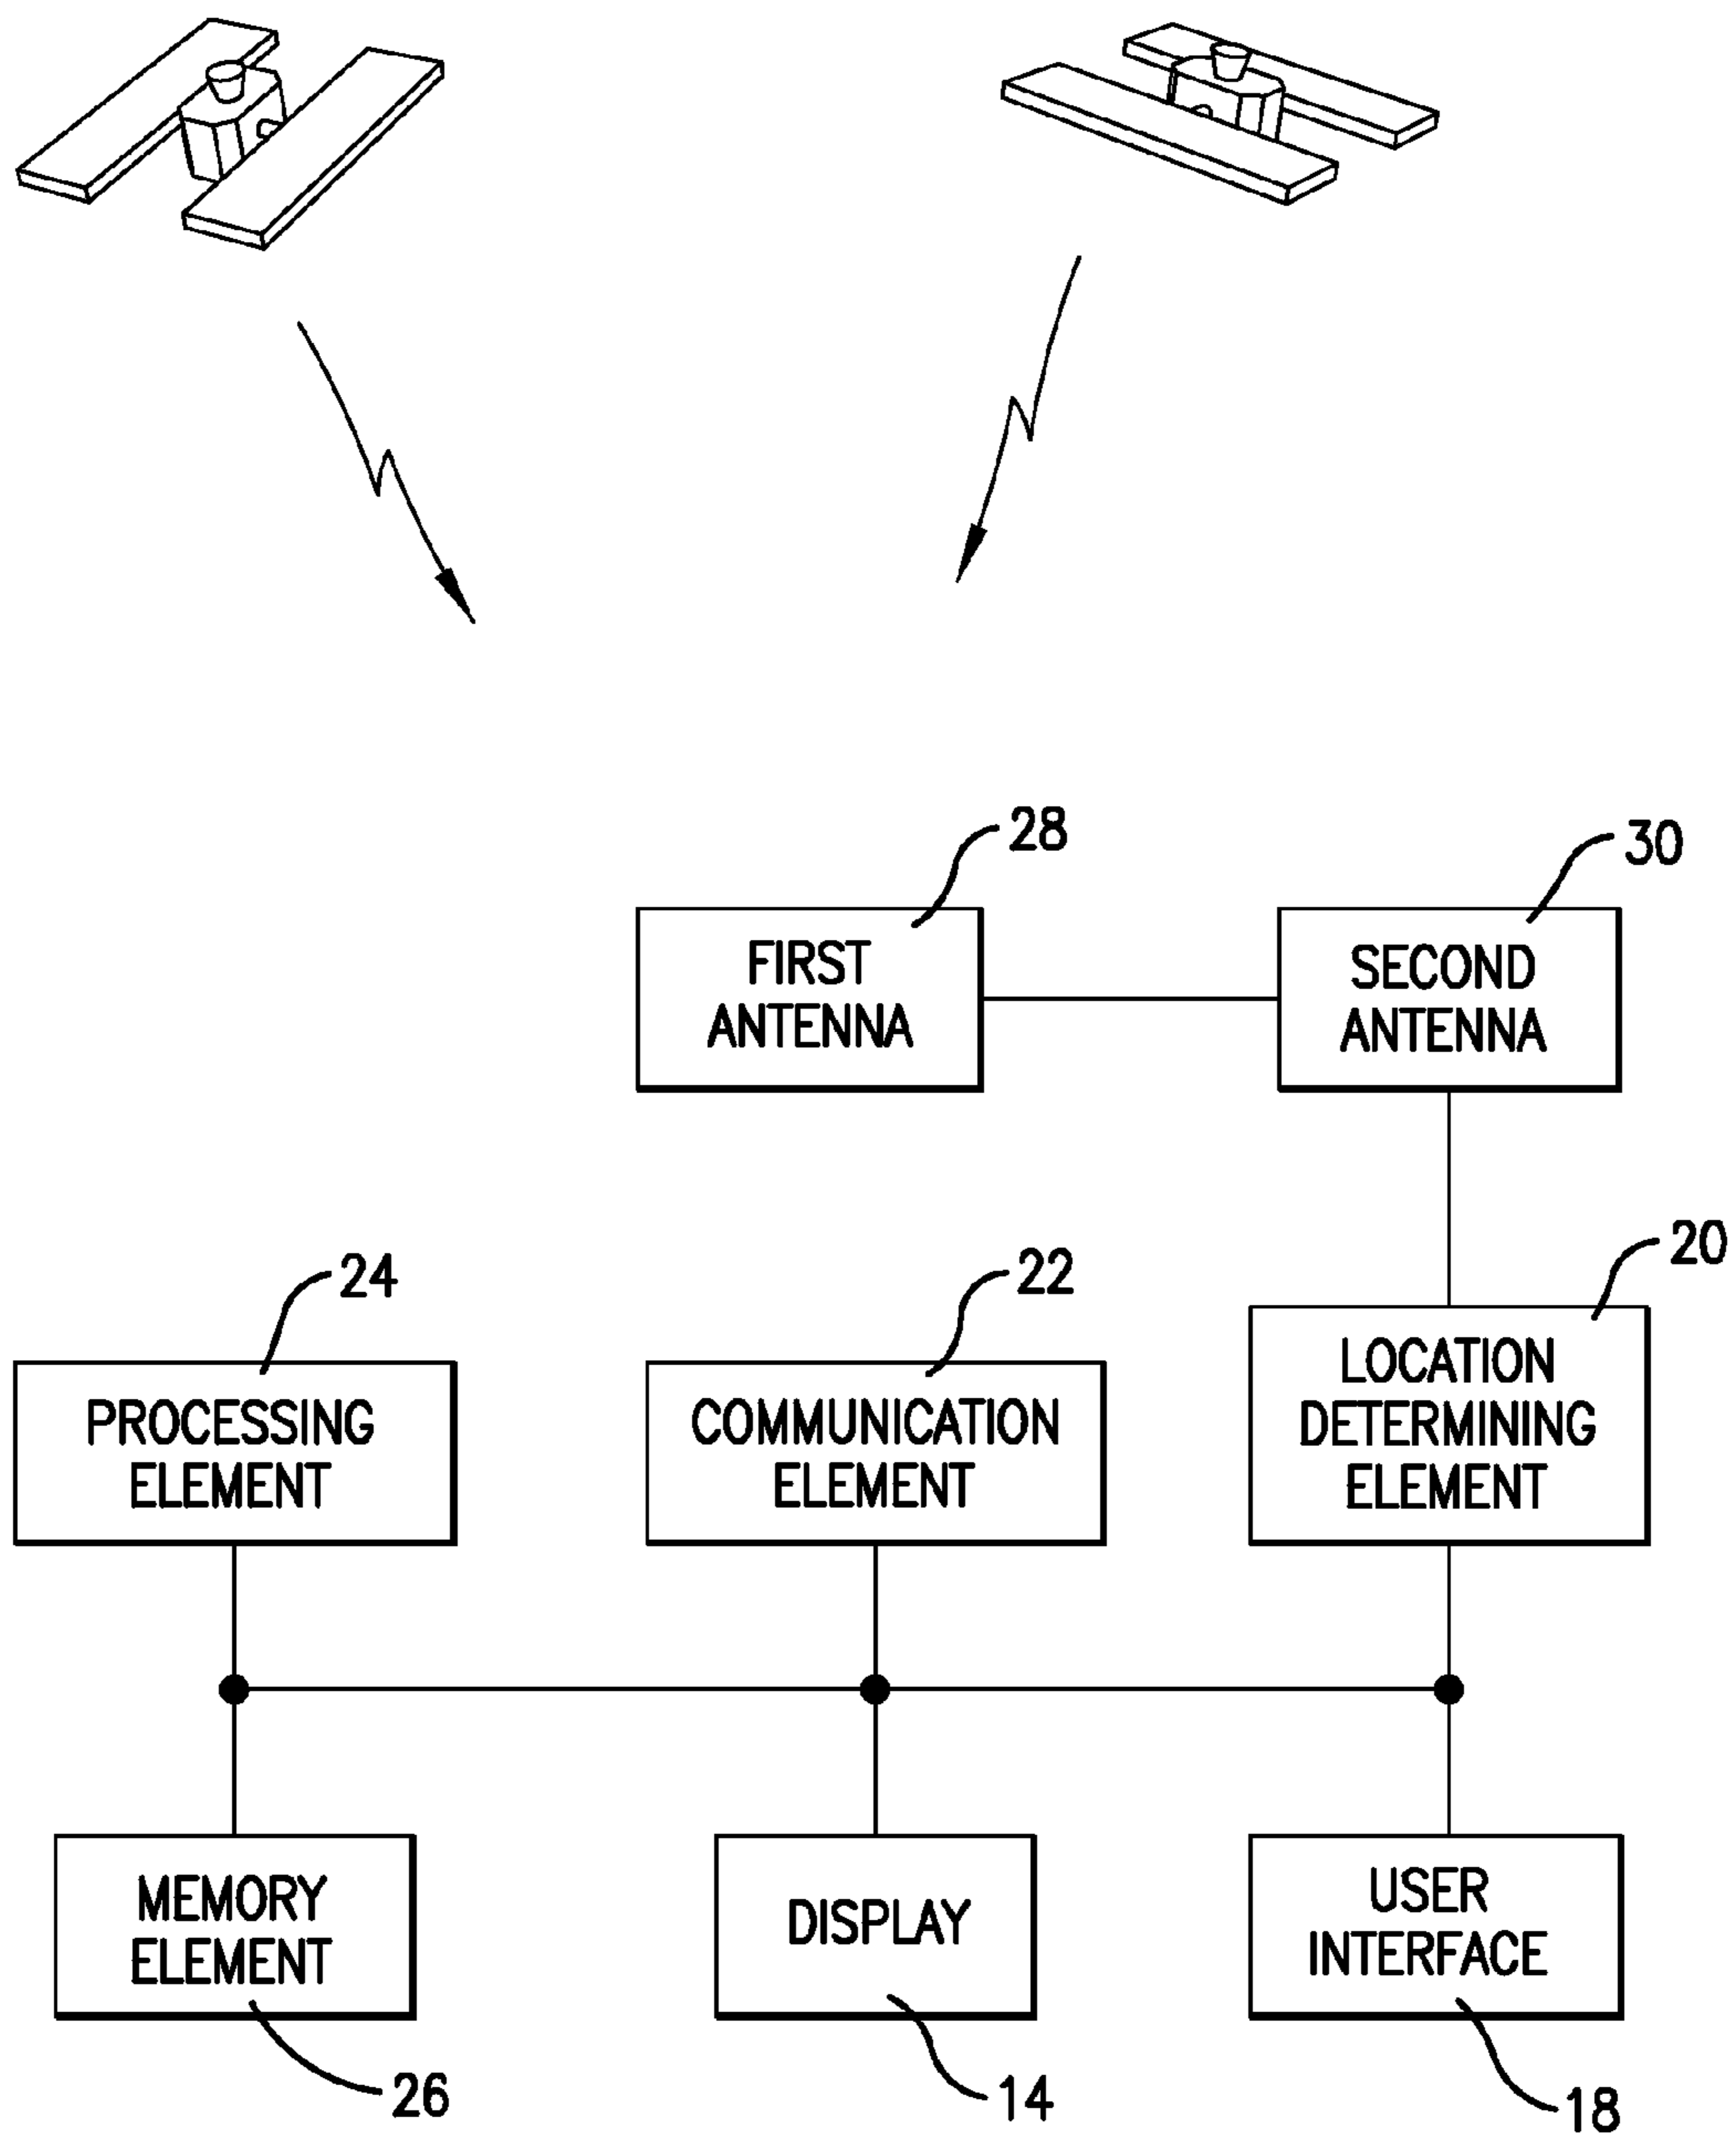 28
30
FIRST
ANTENNA
SECOND
ANTENNA
24
22
20
PROCESSING
ELEMENT
COMMUNICATION
ELEMENT
LOCATION
DETERMINING
ELEMENT
MEMORY
ELEMENT
DISPLAY
USER
INTERFACE
26
14
18